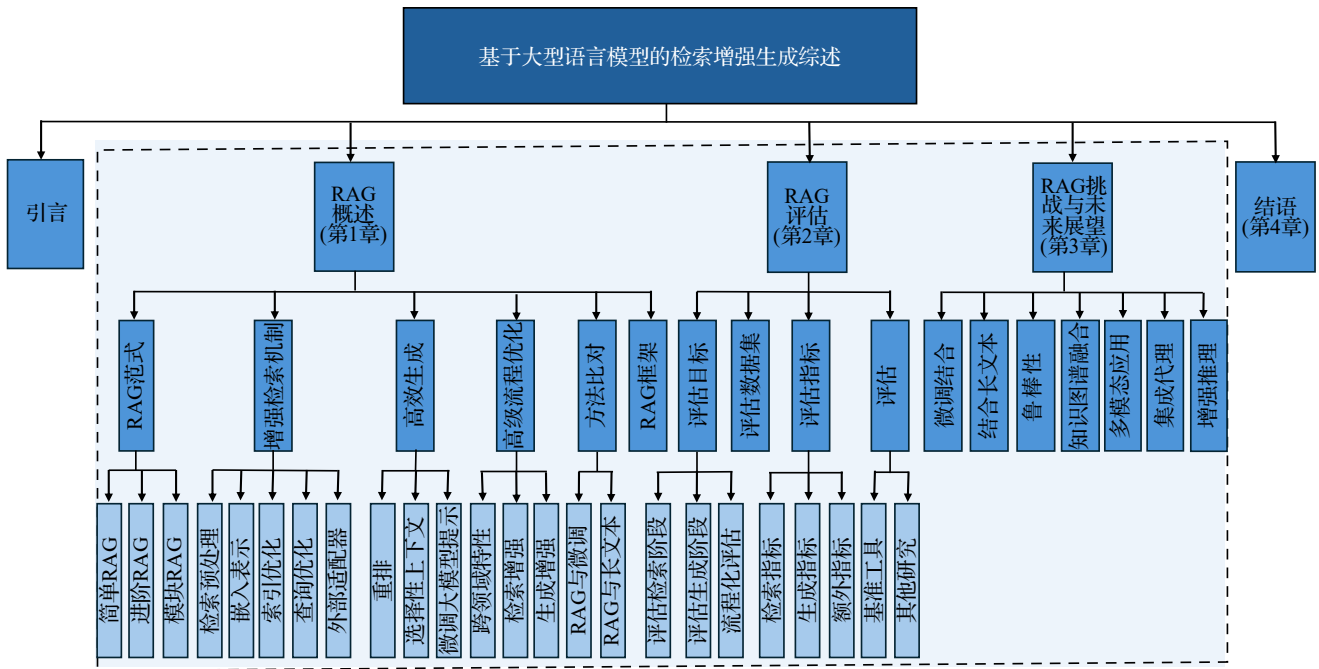 基于大型语言模型的检索增强生成综述
引言
RAG
概述
(第1章)
RAG
评估
(第2章)
RAG挑
战与未
来展望
(第3章)
结语
(第4章)
RAG范式
增强检索机制
高效生成
高级流程优化
方法比对
RAG框架
评估目标
评估数据集
评估指标
评估
微调结合
结合长文本
鲁棒性
知识图谱融合
多模态应用
集成代理
增强推理
简单RAG
进阶RAG
模块RAG
检索预处理
嵌入表示
索引优化
查询优化
外部适配器
重排
选择性上下文
微调大模型提示
跨领域特性
检索增强
生成增强
RAG与微调
RAG与长文本
评估检索阶段
评估生成阶段
流程化评估
检索指标
生成指标
额外指标
基准工具
其他研究